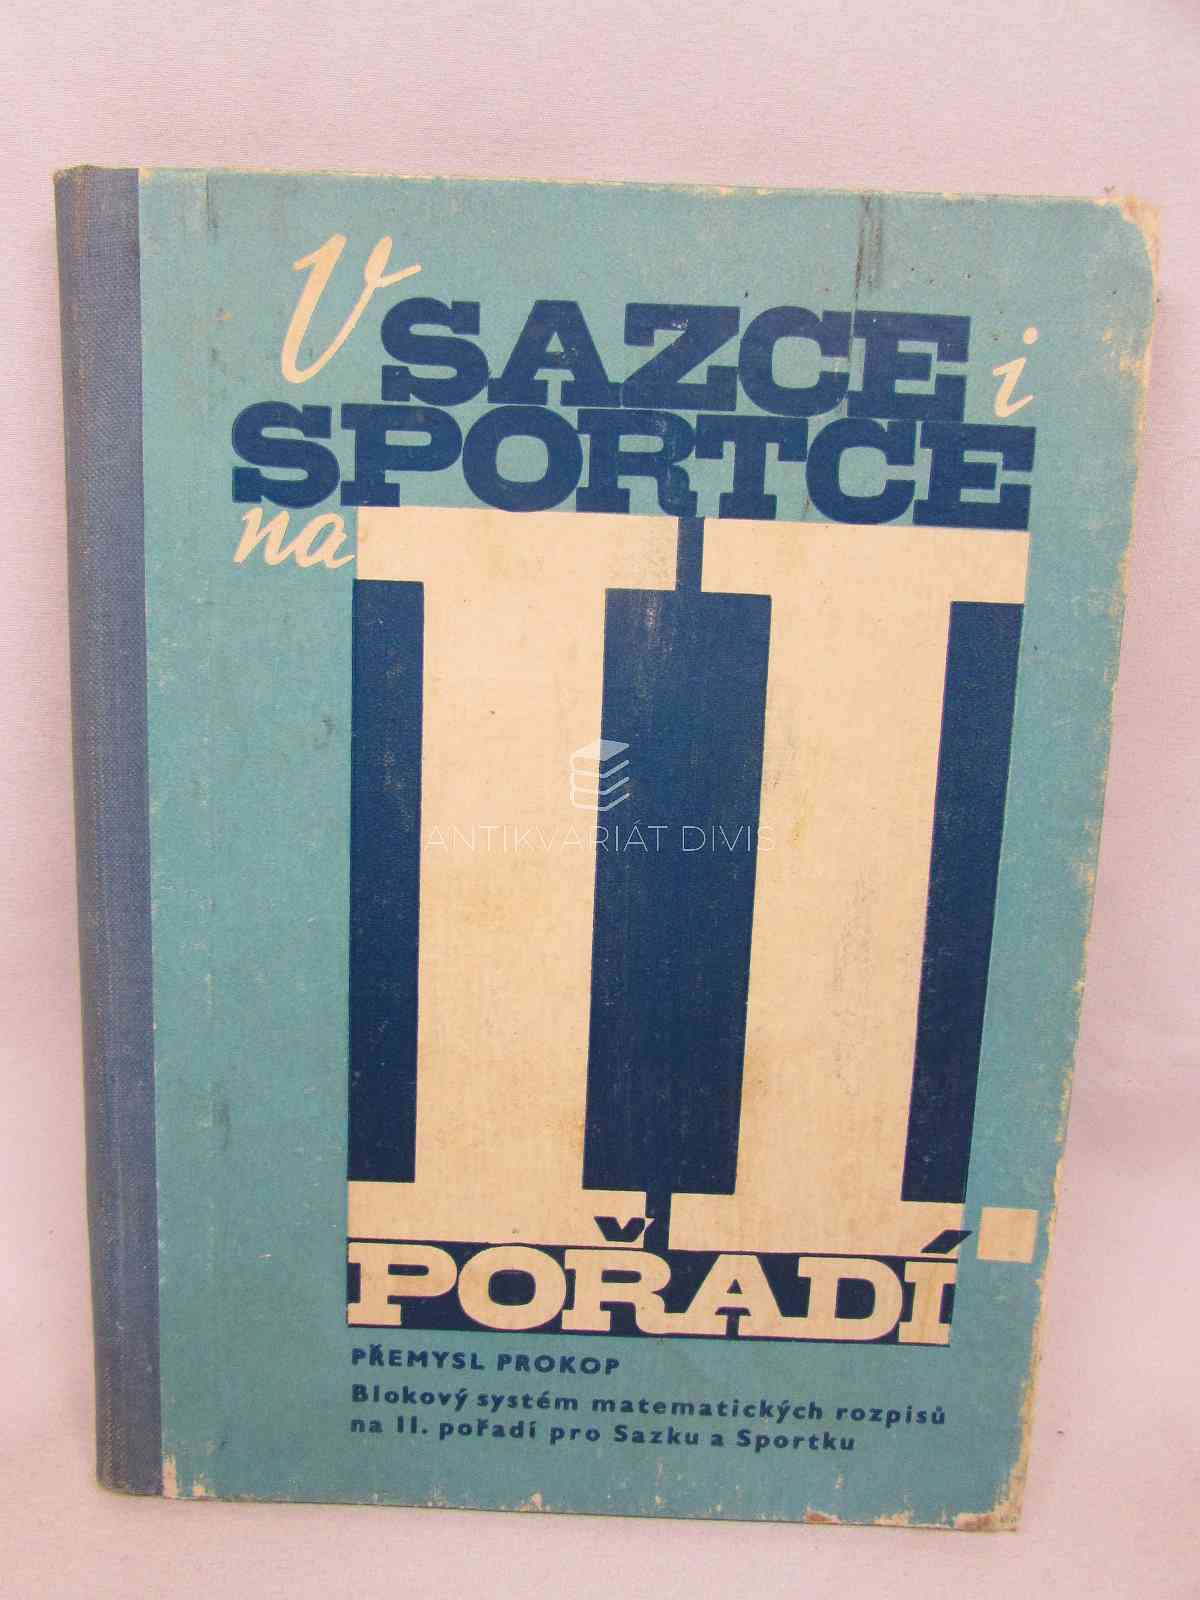 V SAZCE i
SPORTCE
na II.
POŘADÍ
PŘEMYSL PROKOP
Blokový systém matematických rozpisů
na II. pořadí pro Sazku a Sportku
ANTIKVARIÁT DIVIS